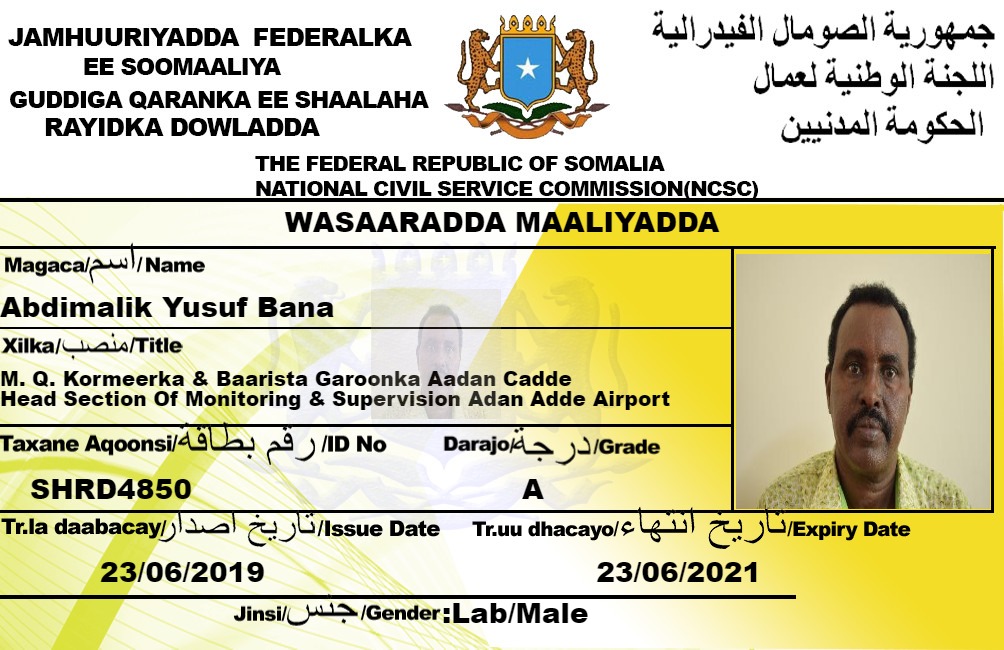 JAMHUURIYADDA FEDERALKA
EE SOOMAALIYA
GUDDIGA QARANKA EE SHAALAHA
RAYIDKA DOWLADDA
جمهورية الصومال الفيدرالية
اللجنة الوطنية لعمال
الحكومة المدنيين
THE FEDERAL REPUBLIC OF SOMALIA
NATIONAL CIVIL SERVICE COMMISSION(NCSC)
WASAARADDA MAALIYADDA
Magaca/اسم/Name
Abdimalik Yusuf Bana
Xilka/منصب/Title
M. Q. Kormeerka & Baarista Garoonka Aadan Cadde
Head Section Of Monitoring & Supervision Adan Adde Airport
Taxane Aqoonsi/رقم بطاقة/ID No
Darajo/درجة/Grade
SHRD4850
A
Tr.la daabacay/تاريخ اصدار/Issue Date
Tr.uu dhacayo/تاريخ انتهاء/Expiry Date
23/06/2019
23/06/2021
Jinsi/جنس/Gender:Lab/Male